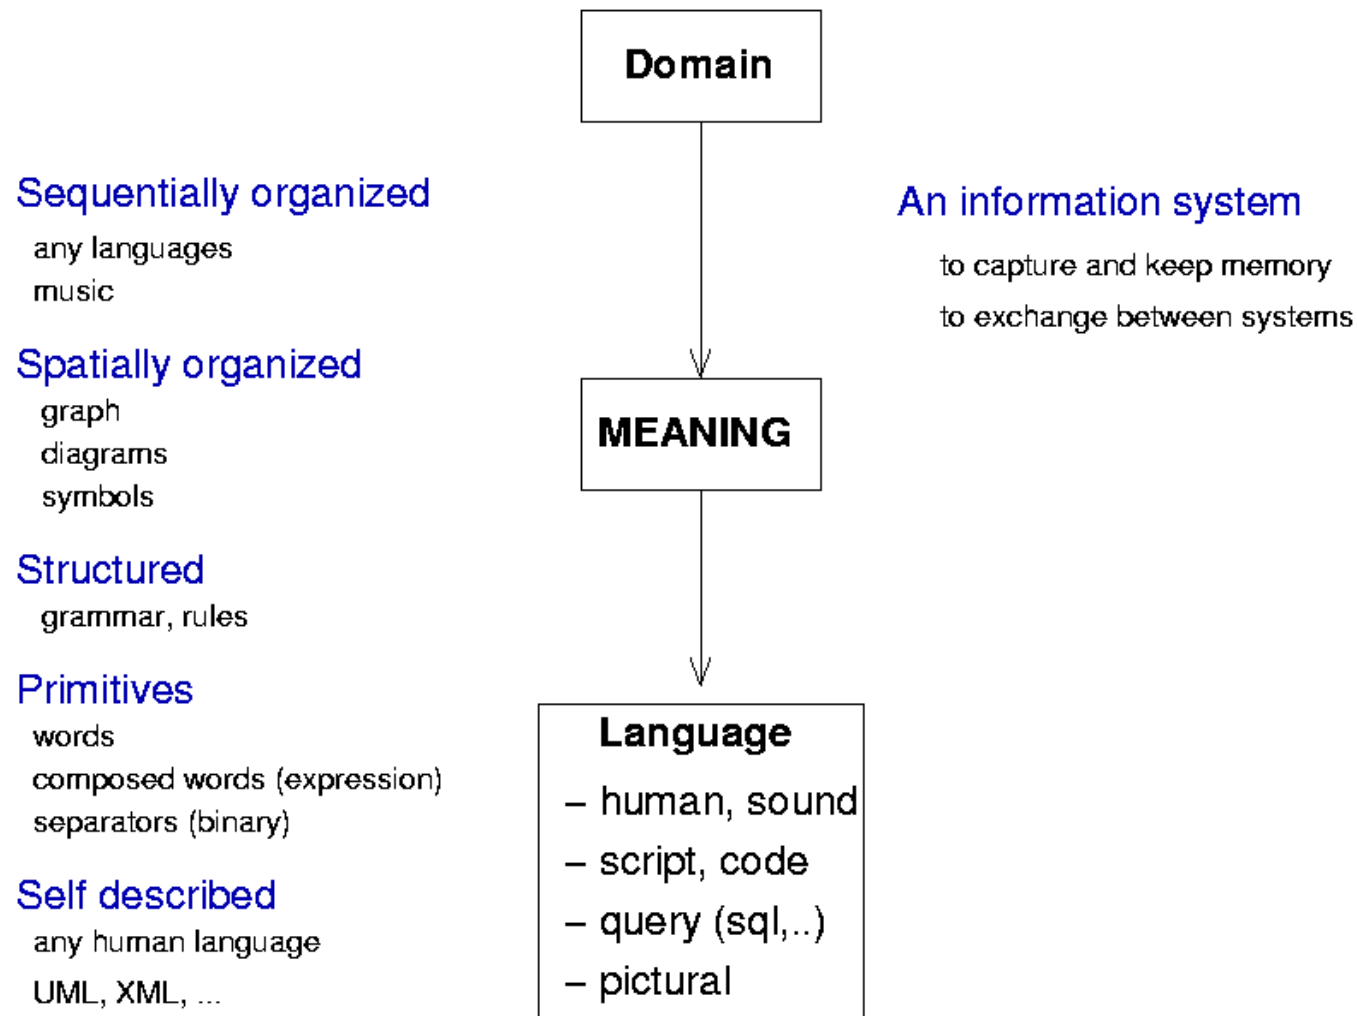 Domain
Sequentially organized
any languages
music
Spatially organized
graph
diagrams
symbols
Structured
grammar, rules
Primitives
words
composed words (expression)
separators (binary)
Self described
any human language
UML, XML, ...
An information system
to capture and keep memory
to exchange between systems
MEANING
Language
– human, sound
– script, code
– query (sql,..)
– pictural